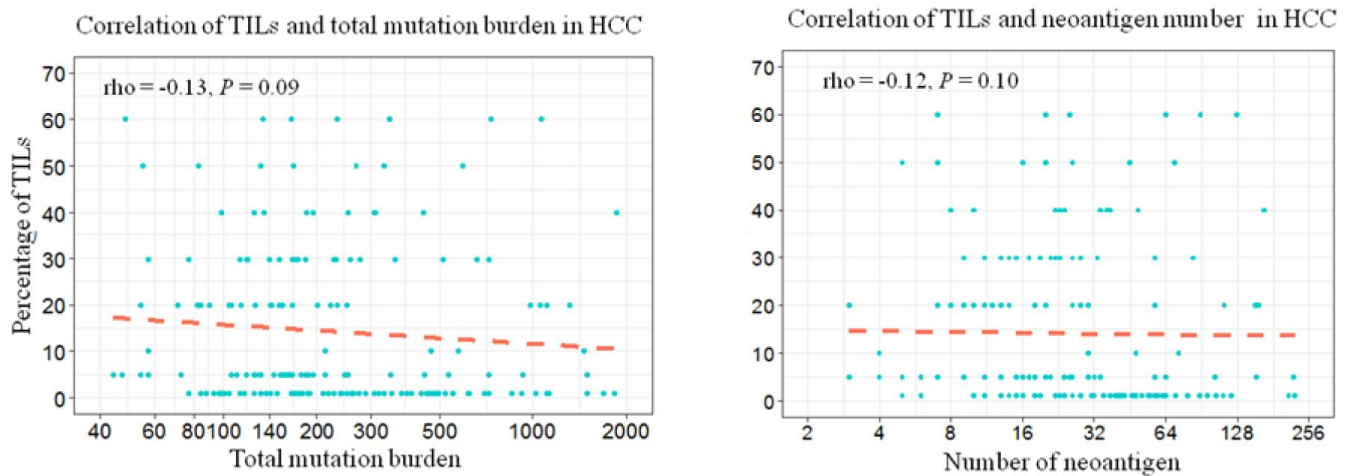 Correlation of TILs and total mutation burden in HCC
rho = -0.13, P = 0.09
Percentage of TILs
70
60
50
40
30
20
10
0
40 60 80 100 140 200 300 500 1000 2000
Total mutation burden
Correlation of TILs and neoantigen number in HCC
rho = -0.12, P = 0.10
70
60
50
40
30
20
10
0
2 4 8 16 32 64 128 256
Number of neoantigen